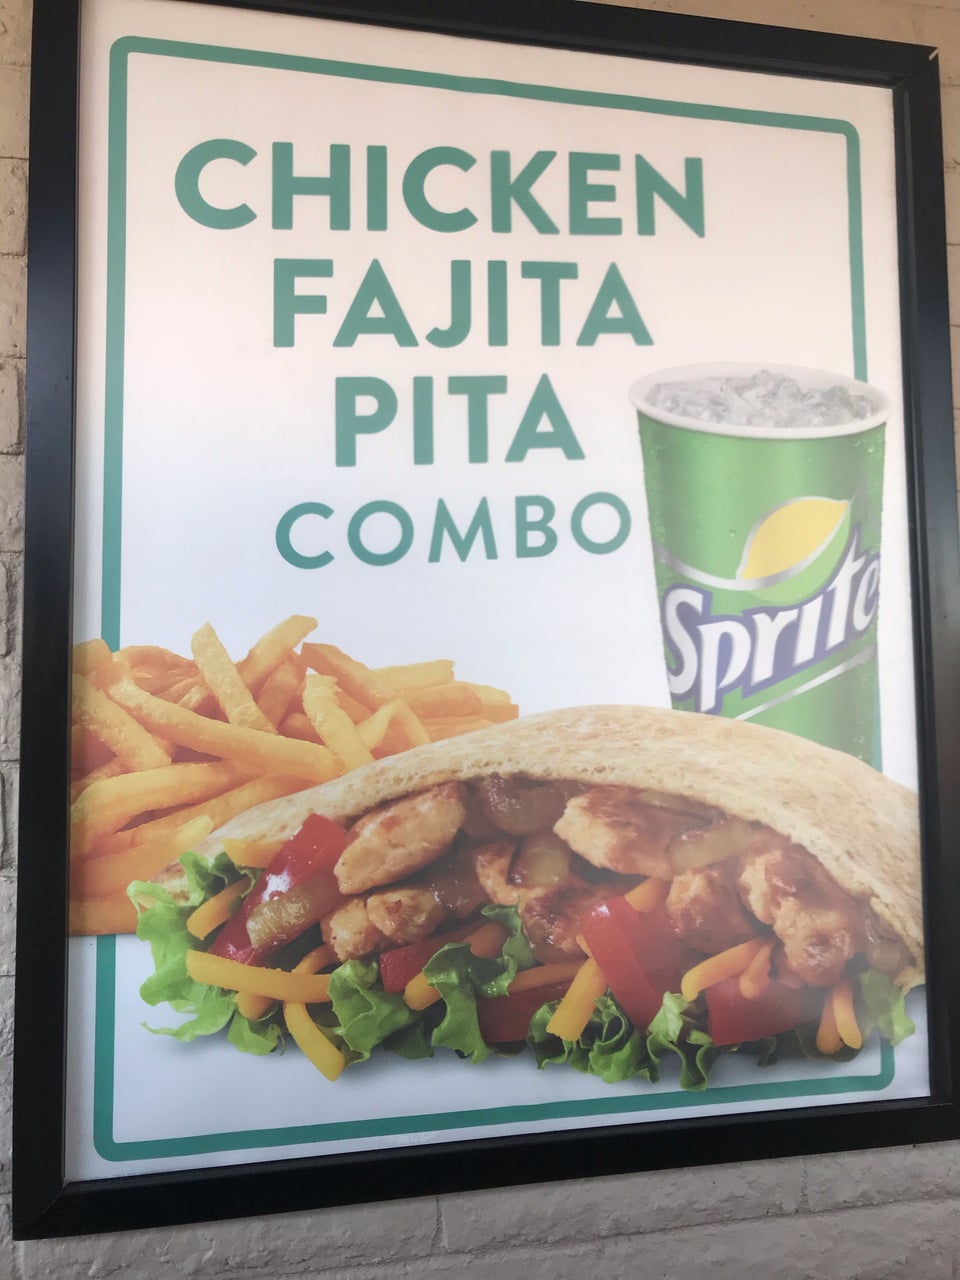 CHICKEN
FAJITA
PITA
COMBO
Sprite